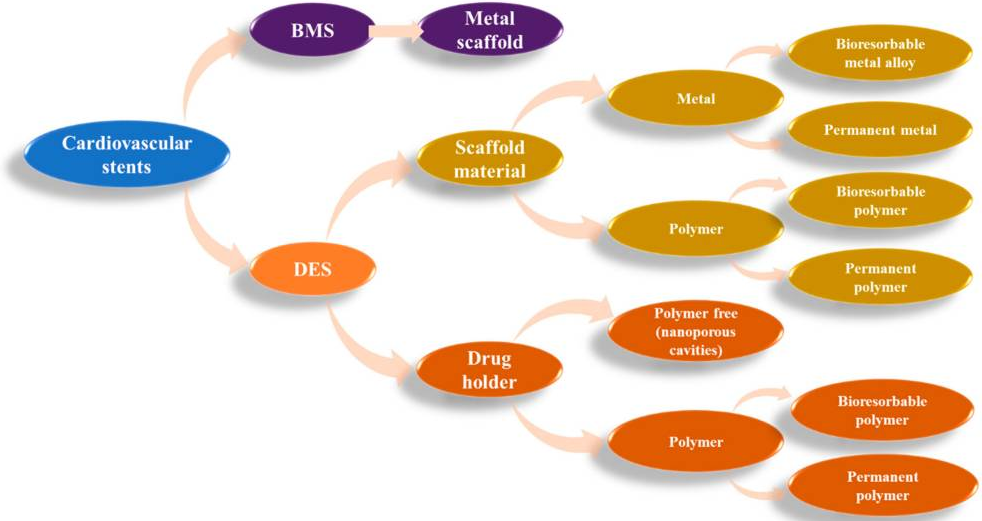 BMS
Metal
scaffold
Cardiovascular
stents
DES
Scaffold
material
Metal
Bioresorbable
metal alloy
Permanent metal
Polymer
Bioresorbable
polymer
Permanent
polymer
Drug
holder
Polymer free
(nanoporous
cavities)
Polymer
Bioresorbable
polymer
Permanent
polymer